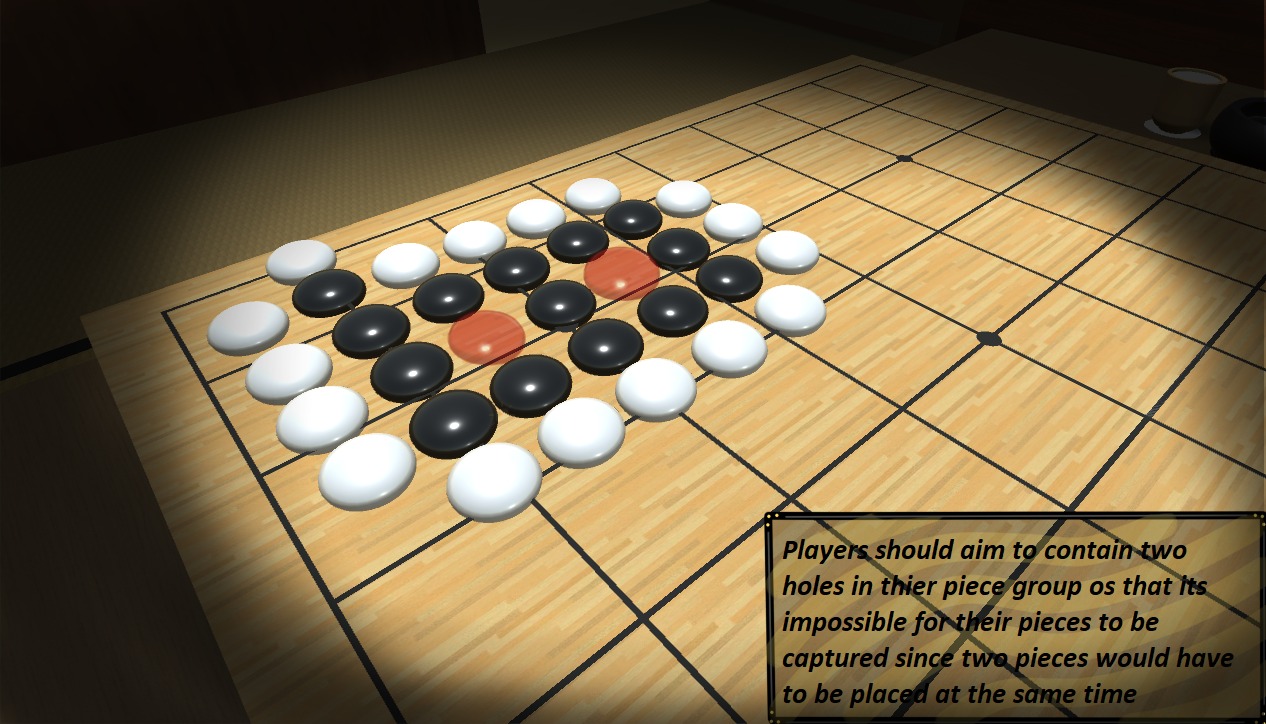 Players should aim to contain two
holes in thier piece group os that its
impossible for their pieces to be
captured since two pieces would have
to be placed at the same time